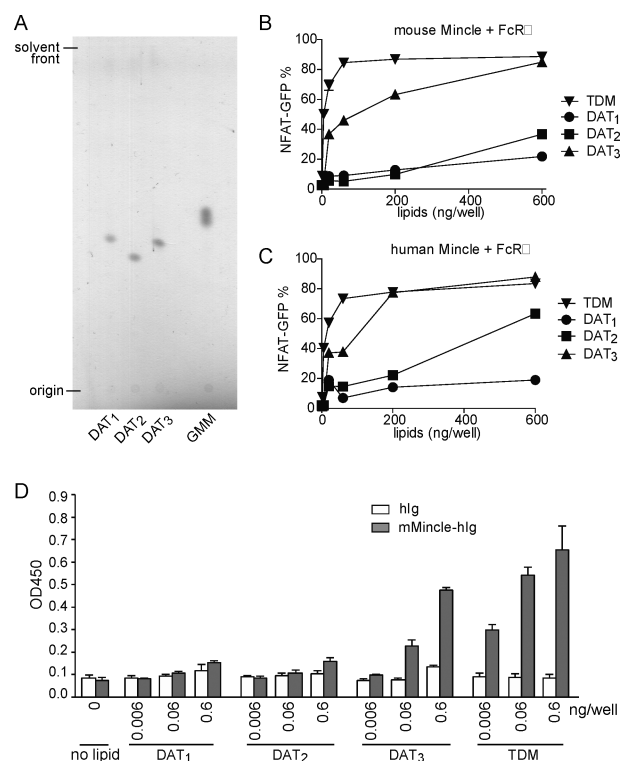 A
solvent
front
origin
DAT1
DAT2
DAT3
GMM
B
mouse Mincle + FcR□
NFAT-GFP %
100
80
60
40
20
0
0
200
400
600
lipids (ng/well)
TDM
DAT1
DAT2
DAT3
C
human Mincle + FcR□
NFAT-GFP %
100
80
60
40
20
0
0
200
400
600
lipids (ng/well)
TDM
DAT1
DAT2
DAT3
D
hIg
mMincle-hIg
OD450
0.9
0.8
0.7
0.6
0.5
0.4
0.3
0.2
0.1
0.0
0 0.006 0.06 0.6 0.006 0.06 0.6 0.006 0.06 0.6 0.006 0.06 0.6 ng/well
no lipid DAT1 DAT2 DAT3 TDM